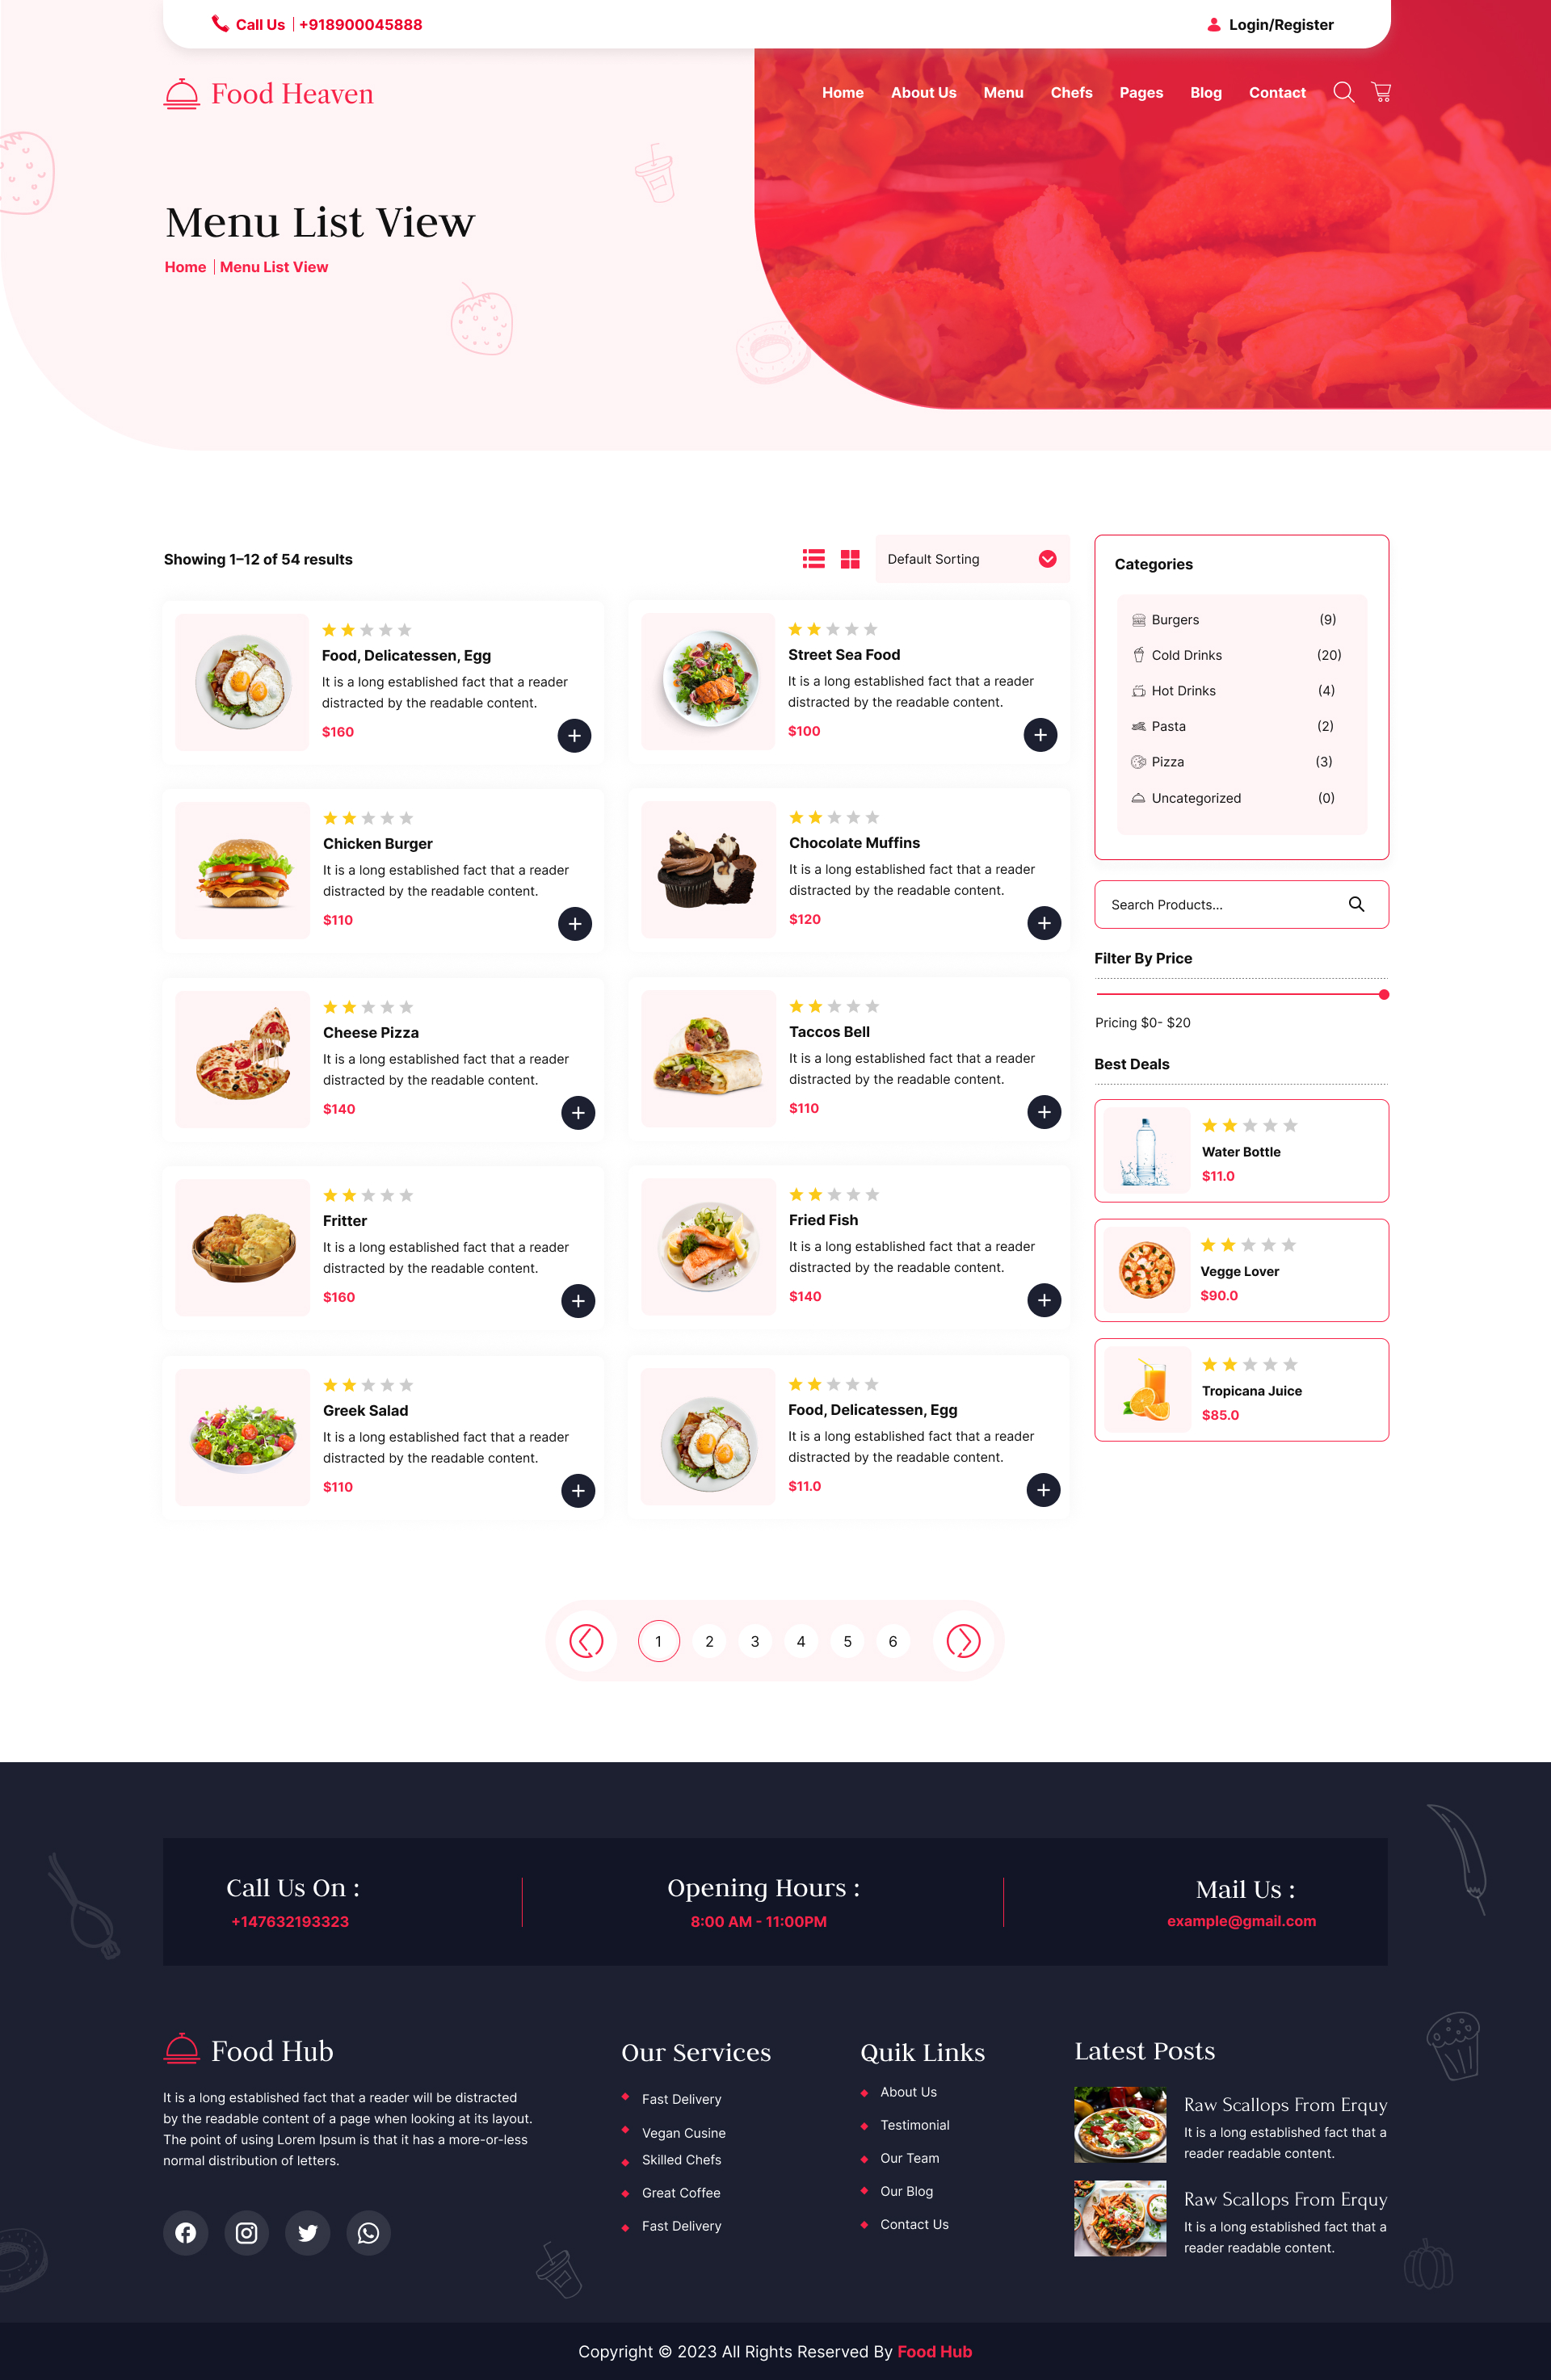 Call Us | +918900045888
Login/Register
Food Heaven
Home About Us Menu Chefs Pages Blog Contact
Menu List View
Home | Menu List View
Showing 1–12 of 54 results
Default Sorting
Food, Delicatessen, Egg
It is a long established fact that a reader
distracted by the readable content.
$160
Street Sea Food
It is a long established fact that a reader
distracted by the readable content.
$100
Chicken Burger
It is a long established fact that a reader
distracted by the readable content.
$110
Chocolate Muffins
It is a long established fact that a reader
distracted by the readable content.
$120
Cheese Pizza
It is a long established fact that a reader
distracted by the readable content.
$140
Taccos Bell
It is a long established fact that a reader
distracted by the readable content.
$110
Fritter
It is a long established fact that a reader
distracted by the readable content.
$160
Fried Fish
It is a long established fact that a reader
distracted by the readable content.
$140
Greek Salad
It is a long established fact that a reader
distracted by the readable content.
$110
Food, Delicatessen, Egg
It is a long established fact that a reader
distracted by the readable content.
$11.0
Categories
Burgers (9)
Cold Drinks (20)
Hot Drinks (4)
Pasta (2)
Pizza (3)
Uncategorized (0)
Search Products...
Filter By Price
Pricing $0- $20
Best Deals
Water Bottle
$11.0
Vegge Lover
$90.0
Tropicana Juice
$85.0
1 2 3 4 5 6
Call Us On :
+147632193323
Opening Hours :
8:00 AM - 11:00PM
Mail Us :
example@gmail.com
Food Hub
It is a long established fact that a reader will be distracted
by the readable content of a page when looking at its layout.
The point of using Lorem Ipsum is that it has a more-or-less
normal distribution of letters.
Our Services
Fast Delivery
Vegan Cusine
Skilled Chefs
Great Coffee
Fast Delivery
Quik Links
About Us
Testimonial
Our Team
Our Blog
Contact Us
Latest Posts
Raw Scallops From Erquy
It is a long established fact that a
reader readable content.
Raw Scallops From Erquy
It is a long established fact that a
reader readable content.
Copyright © 2023 All Rights Reserved By Food Hub